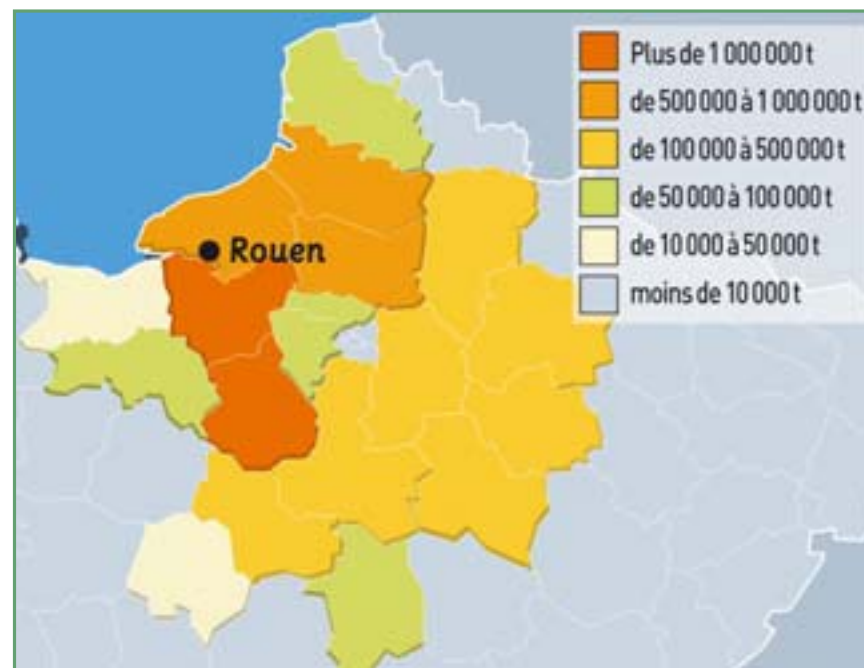 Plus de 1 000 000 t
de 500 000 à 1 000 000 t
de 100 000 à 500 000 t
de 50 000 à 100 000 t
de 10 000 à 50 000 t
moins de 10 000 t
Rouen